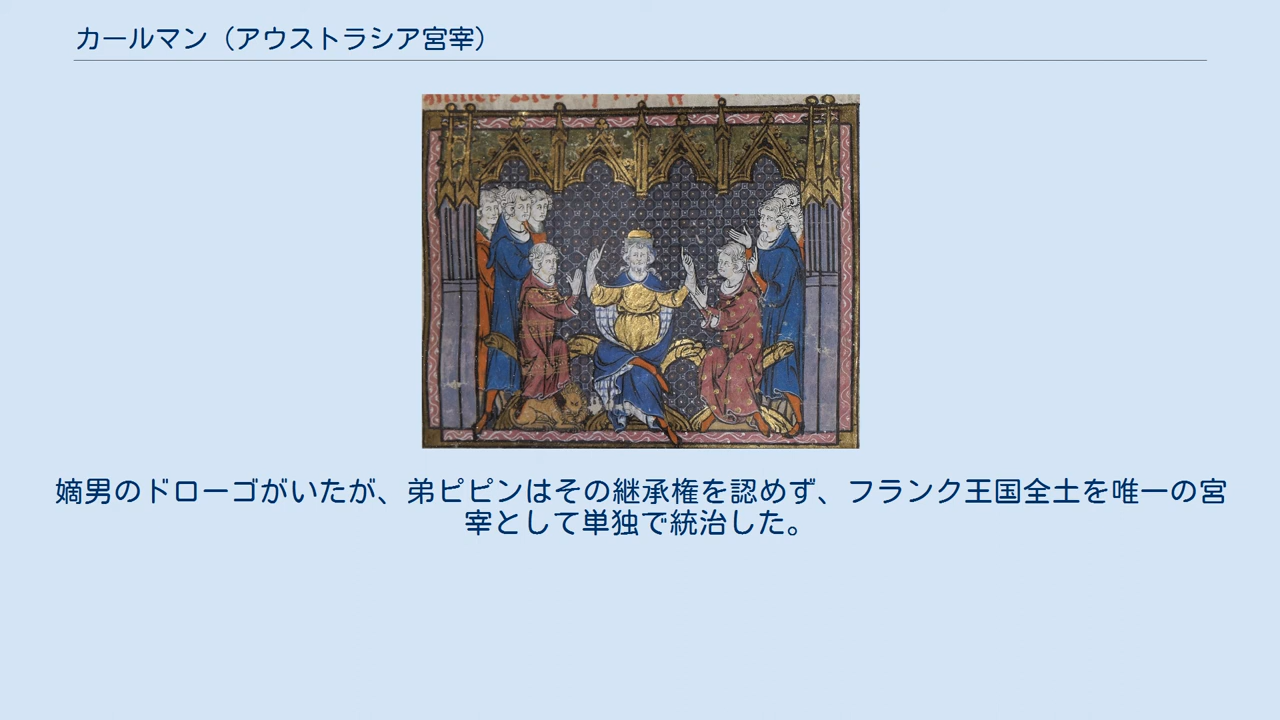 カールマン（アウストラシア宮宰）
嫡男のドローゴがいたが、弟ピピンはその継承権を認めず、フランク王国全土を唯一の宮
宰として単独で統治した。